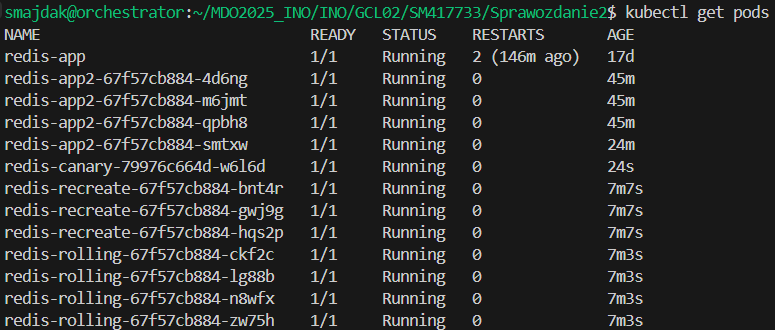 smajdak@orchestrator:~/MDO2025_INO/INO/GCL02/SM417733/Sprawozdanie2$ kubectl get pods
NAME READY STATUS RESTARTS AGE
redis-app 1/1 Running 2 (146m ago) 17d
redis-app2-67f57cb884-4d6ng 1/1 Running 0 45m
redis-app2-67f57cb884-m6jmt 1/1 Running 0 45m
redis-app2-67f57cb884-qpbh8 1/1 Running 0 45m
redis-app2-67f57cb884-smtxw 1/1 Running 0 24m
redis-canary-79976c664d-w6l6d 1/1 Running 0 24s
redis-recreate-67f57cb884-bnt4r 1/1 Running 0 7m7s
redis-recreate-67f57cb884-gwj9g 1/1 Running 0 7m7s
redis-recreate-67f57cb884-hqs2p 1/1 Running 0 7m7s
redis-rolling-67f57cb884-ckf2c 1/1 Running 0 7m3s
redis-rolling-67f57cb884-lg88b 1/1 Running 0 7m3s
redis-rolling-67f57cb884-n8wfx 1/1 Running 0 7m3s
redis-rolling-67f57cb884-zw75h 1/1 Running 0 7m3s